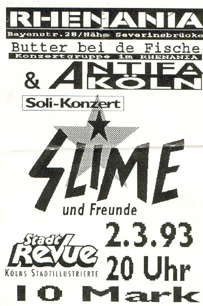 RHENANIA
Bayenstr.28/Nähe Severinsbrücke
Butter bei de Fische
Konzertgruppe im RHENANIA
& ANTIFA KÖLN
Soli-Konzert
SLIME
und Freunde
Stadt Revue
KÖLNS STADTILLUSTRIERTE
2.3.93
20 Uhr
10 Mark